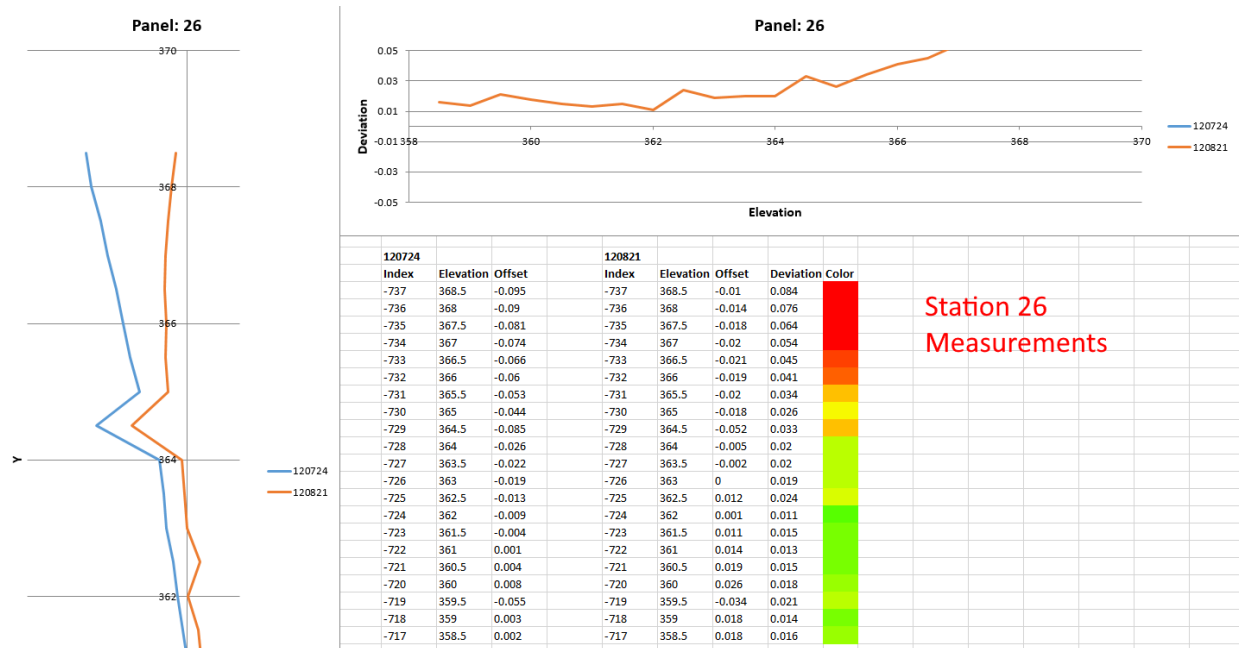 Panel: 26
370
368
366
364
362
Y
120724
120821
Panel: 26
0.05
0.03
0.01
-0.01
-0.03
-0.05
Deviation
358 360 362 364 366 368 370
Elevation
120724
120821
120724 120821
Index Elevation Offset Index Elevation Offset Deviation Color
-737 368.5 -0.095 -737 368.5 -0.01 0.084
-736 368 -0.09 -736 368 -0.014 0.076
-735 367.5 -0.081 -735 367.5 -0.018 0.064
-734 367 -0.074 -734 367 -0.02 0.054
-733 366.5 -0.066 -733 366.5 -0.021 0.045
-732 366 -0.06 -732 366 -0.019 0.041
-731 365.5 -0.053 -731 365.5 -0.02 0.034
-730 365 -0.044 -730 365 -0.018 0.026
-729 364.5 -0.085 -729 364.5 -0.052 0.033
-728 364 -0.026 -728 364 -0.005 0.02
-727 363.5 -0.022 -727 363.5 -0.002 0.02
-726 363 -0.019 -726 363 0 0.019
-725 362.5 -0.013 -725 362.5 0.012 0.024
-724 362 -0.009 -724 362 0.001 0.011
-723 361.5 -0.004 -723 361.5 0.011 0.015
-722 361 0.001 -722 361 0.014 0.013
-721 360.5 0.004 -721 360.5 0.019 0.015
-720 360 0.008 -720 360 0.026 0.018
-719 359.5 -0.055 -719 359.5 -0.034 0.021
-718 359 0.003 -718 359 0.018 0.014
-717 358.5 0.002 -717 358.5 0.018 0.016
Station 26
Measurements